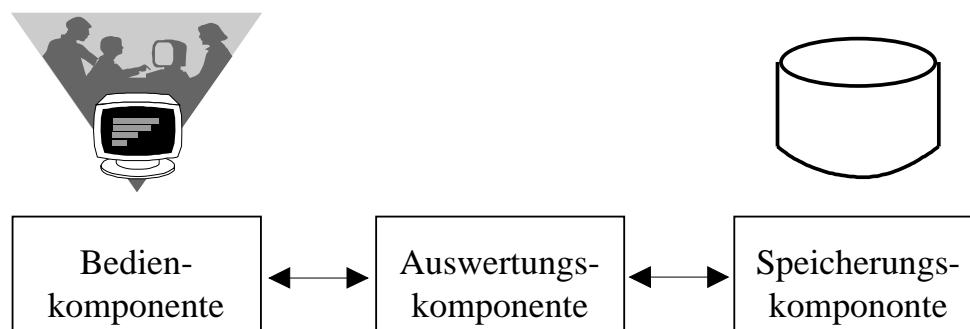 Bedien-
komponente
Auswertungs-
komponente
Speicherungs-
kompononte